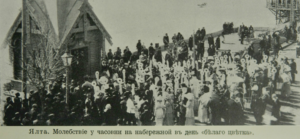 Ялта. Молебствіе у часовни на набережной въ день «бѣлаго цвѣтка».